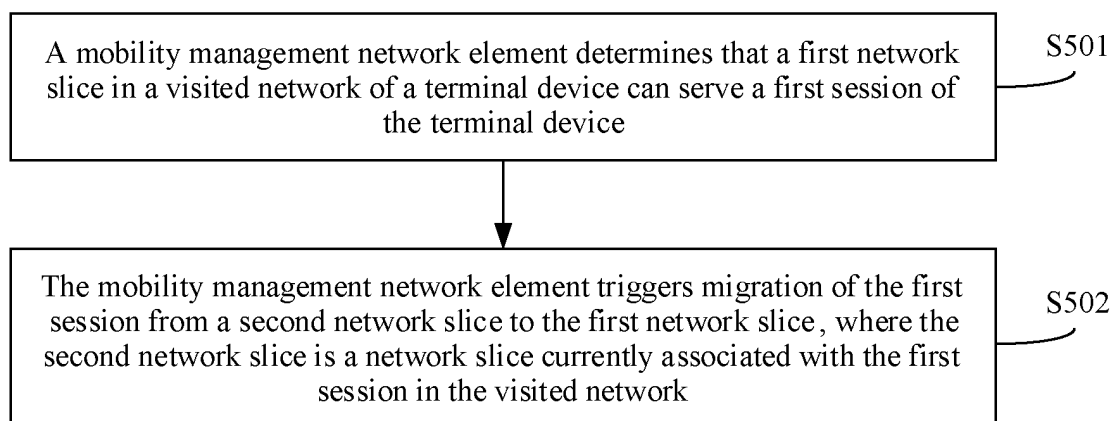 A mobility management network element determines that a first network
slice in a visited network of a terminal device can serve a first session of
the terminal device
S501
The mobility management network element triggers migration of the first
session from a second network slice to the first network slice, where the
second network slice is a network slice currently associated with the first
session in the visited network
S502